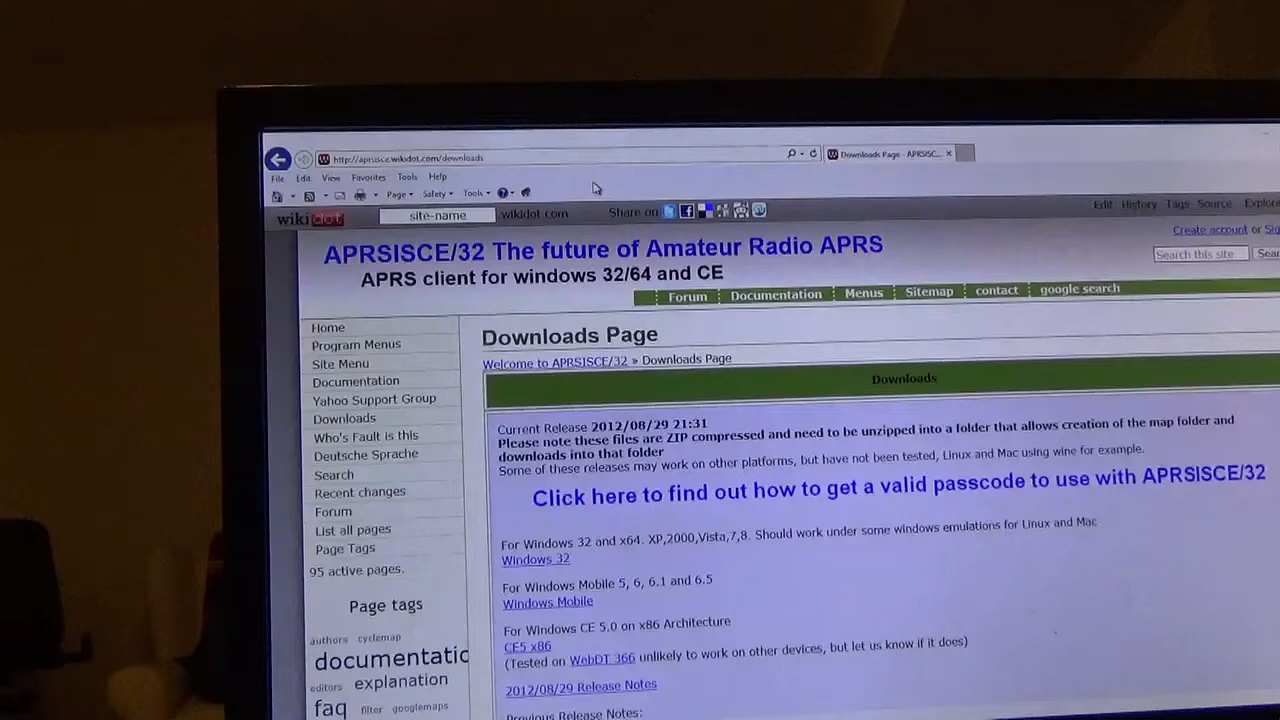 http://aprsisce.wikidot.com/downloads
Downloads Page - APRSISC...
File Edit View Favorites Tools Help
Page Safety Tools
wikidot site-name .wikidot.com Share on Edit History Tags Source Explore
APRSISCE/32 The future of Amateur Radio APRS
Create account or
APRS client for windows 32/64 and CE
Search this site
Forum Documentation Menus Sitemap contact google search
Home
Program Menus
Site Menu
Documentation
Yahoo Support Group
Downloads
Who's Fault is this
Deutsche Sprache
Search
Recent changes
Forum
List all pages
Page Tags
95 active pages.
Page tags
authors cyclemap
documentatic
editors explanation
faq filter googlemaps
Downloads Page
Welcome to APRSISCE/32 » Downloads Page
Downloads
Current Release 2012/08/29 21:31
Please note these files are ZIP compressed and need to be unzipped into a folder that allows creation of the map folder and
downloads into that folder
Some of these releases may work on other platforms, but have not been tested, Linux and Mac using wine for example.
Click here to find out how to get a valid passcode to use with APRSISCE/32
For Windows 32 and x64. XP,2000,Vista,7,8. Should work under some windows emulations for Linux and Mac
Windows 32
For Windows Mobile 5, 6, 6.1 and 6.5
Windows Mobile
For Windows CE 5.0 on x86 Architecture
CE5 x86
(Tested on WebDT 366 unlikely to work on other devices, but let us know if it does)
2012/08/29 Release Notes
Previous Release Notes: